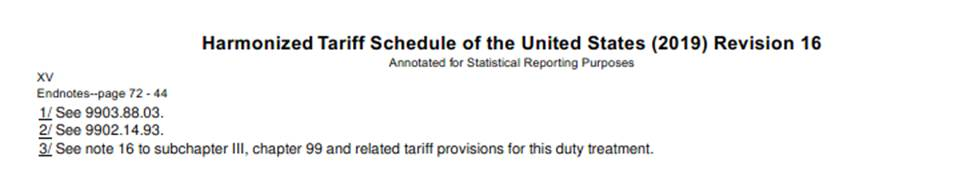 Harmonized Tariff Schedule of the United States (2019) Revision 16
Annotated for Statistical Reporting Purposes
XV
Endnotes--page 72 - 44
1/ See 9903.88.03.
2/ See 9902.14.93.
3/ See note 16 to subchapter III, chapter 99 and related tariff provisions for this duty treatment.